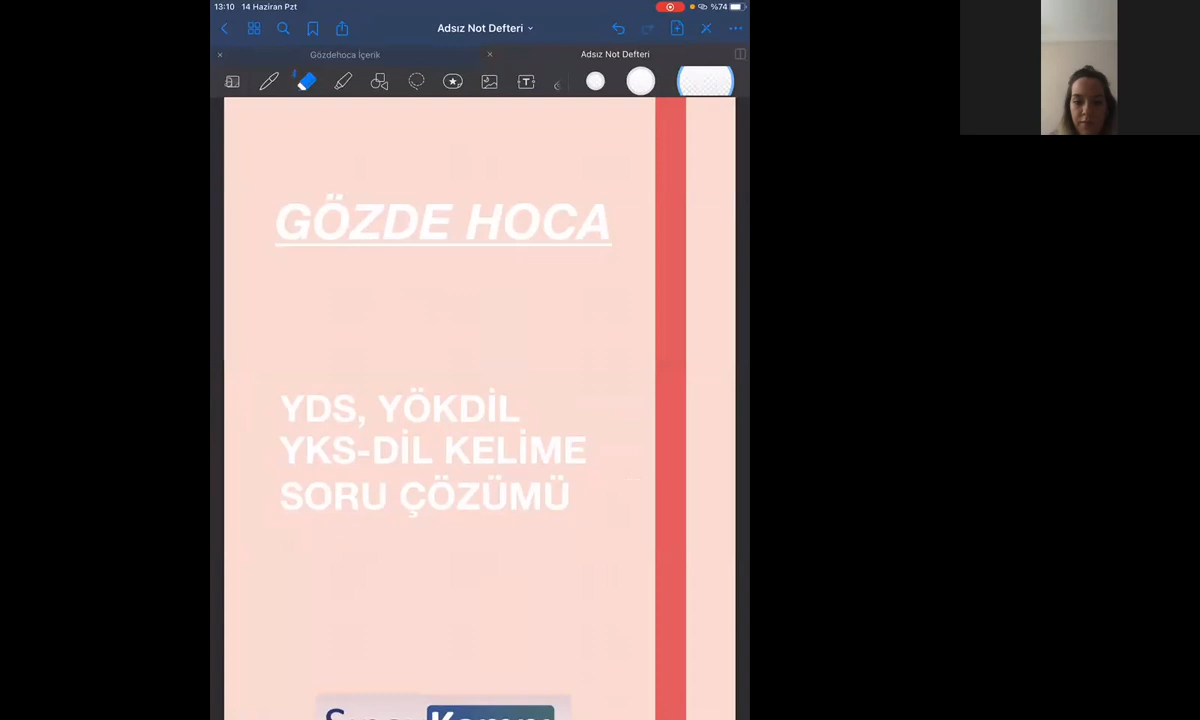 13:10 14 Haziran Pzt
%74
Adsız Not Defteri
Gözdehoca İçerik
Adsız Not Defteri
GÖZDE HOCA
YDS, YÖKDİL
YKS-DİL KELİME
SORU ÇÖZÜMÜ